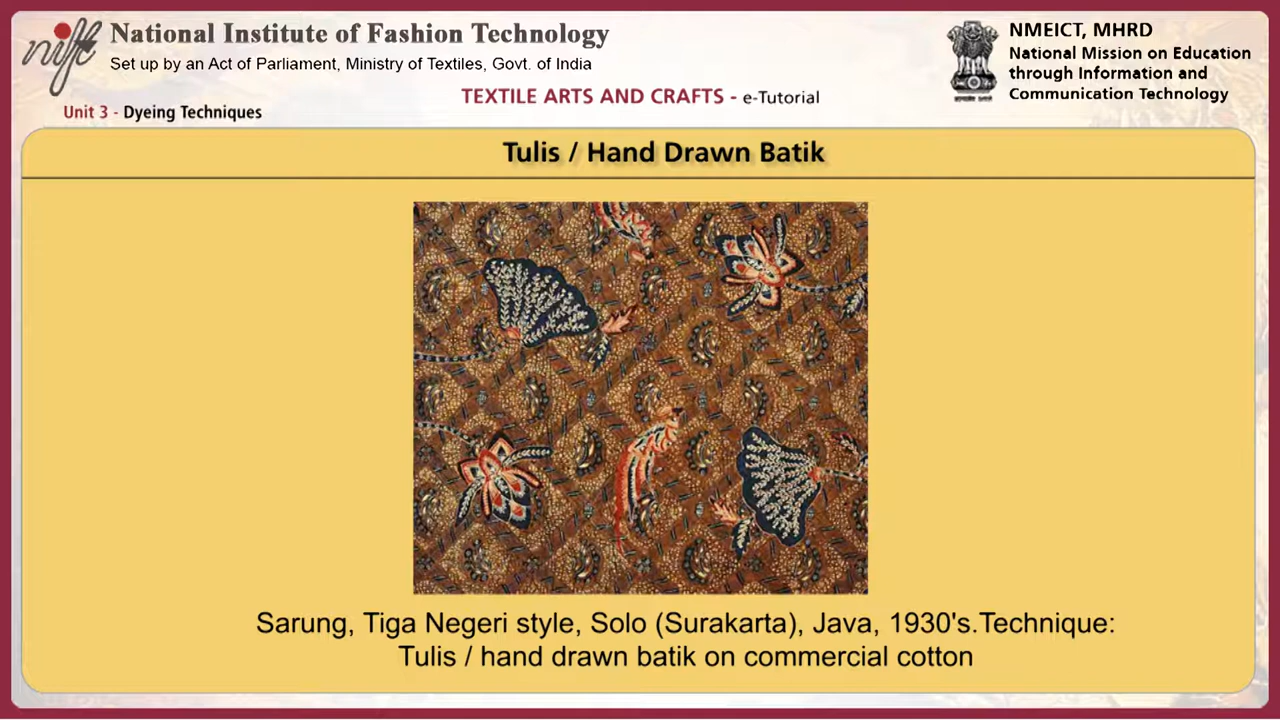 nift
National Institute of Fashion Technology
Set up by an Act of Parliament, Ministry of Textiles, Govt. of India
NMEICT, MHRD
National Mission on Education
through Information and
Communication Technology
TEXTILE ARTS AND CRAFTS - e-Tutorial
Unit 3 - Dyeing Techniques
Tulis / Hand Drawn Batik
Sarung, Tiga Negeri style, Solo (Surakarta), Java, 1930's.Technique:
Tulis / hand drawn batik on commercial cotton